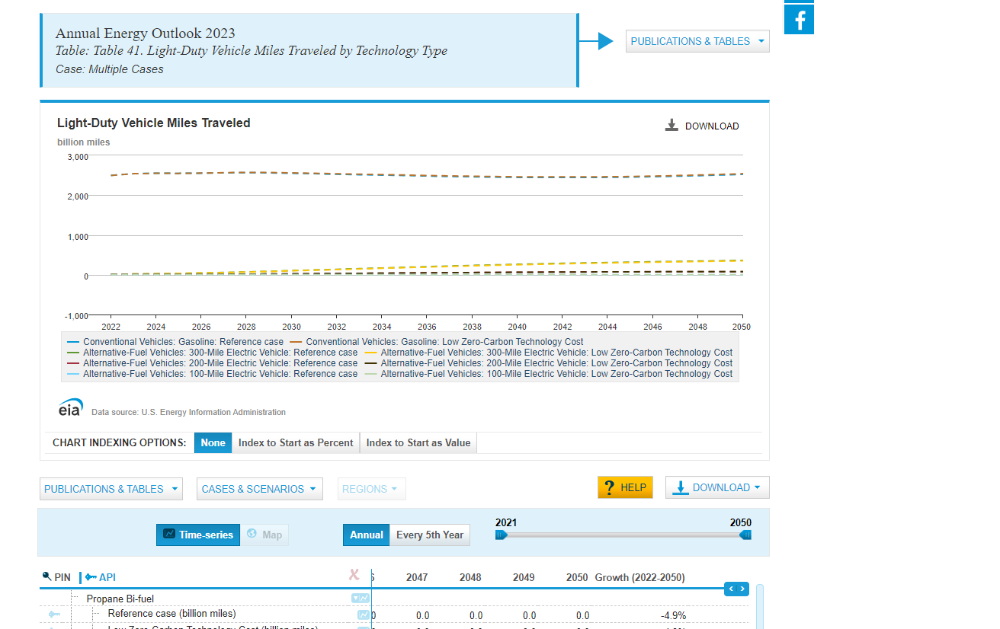 Annual Energy Outlook 2023
Table: Table 41. Light-Duty Vehicle Miles Traveled by Technology Type
Case: Multiple Cases
PUBLICATIONS & TABLES
Light-Duty Vehicle Miles Traveled
DOWNLOAD
billion miles
3,000
2,000
1,000
0
-1,000
2022 2024 2026 2028 2030 2032 2034 2036 2038 2040 2042 2044 2046 2048 2050
Conventional Vehicles: Gasoline: Reference case Conventional Vehicles: Gasoline: Low Zero-Carbon Technology Cost
Alternative-Fuel Vehicles: 300-Mile Electric Vehicle: Reference case Alternative-Fuel Vehicles: 300-Mile Electric Vehicle: Low Zero-Carbon Technology Cost
Alternative-Fuel Vehicles: 200-Mile Electric Vehicle: Reference case Alternative-Fuel Vehicles: 200-Mile Electric Vehicle: Low Zero-Carbon Technology Cost
Alternative-Fuel Vehicles: 100-Mile Electric Vehicle: Reference case Alternative-Fuel Vehicles: 100-Mile Electric Vehicle: Low Zero-Carbon Technology Cost
eia Data source: U.S. Energy Information Administration
CHART INDEXING OPTIONS: None Index to Start as Percent Index to Start as Value
PUBLICATIONS & TABLES CASES & SCENARIOS REGIONS ? HELP DOWNLOAD
2021 2050
Time-series Map Annual Every 5th Year
PIN API 2047 2048 2049 2050 Growth (2022-2050)
Propane Bi-fuel
Reference case (billion miles) 0 0.0 0.0 0.0 0.0 -4.9%
Low Zero-Carbon Technology Cost (billion miles)